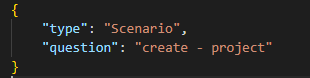 {
"type": "Scenario",
"question": "create - project"
}